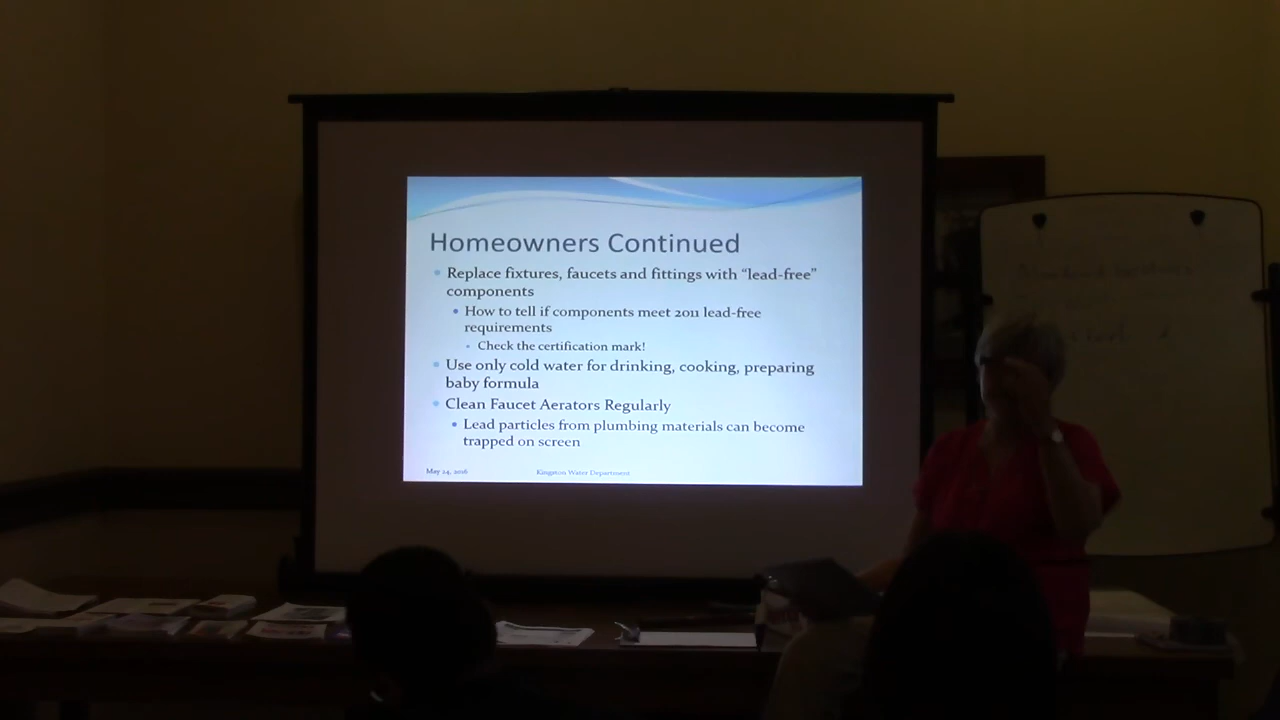 Homeowners Continued
Replace fixtures, faucets and fittings with “lead-free”
components
How to tell if components meet 2011 lead-free
requirements
Check the certification mark!
Use only cold water for drinking, cooking, preparing
baby formula
Clean Faucet Aerators Regularly
Lead particles from plumbing materials can become
trapped on screen
May 24, 2016
Kingston Water Department